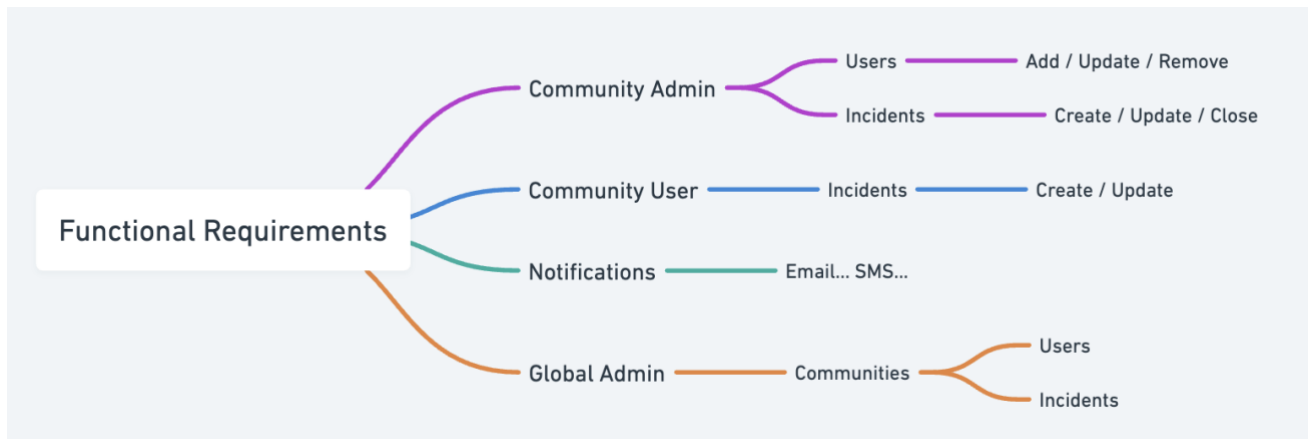 Functional Requirements
Community Admin
Users
Add / Update / Remove
Incidents
Create / Update / Close
Community User
Incidents
Create / Update
Notifications
Email... SMS...
Global Admin
Communities
Users
Incidents